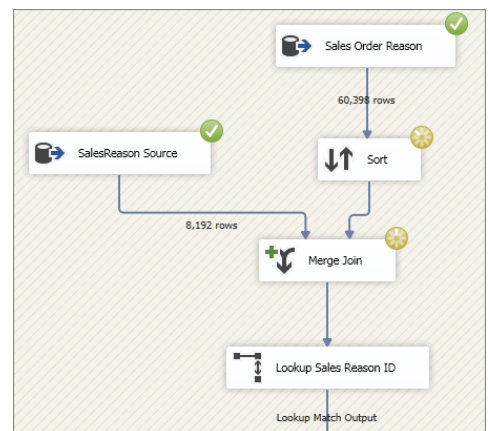 Sales Order Reason
60,398 rows
SalesReason Source
Sort
8,192 rows
Merge Join
Lookup Sales Reason ID
Lookup Match Output